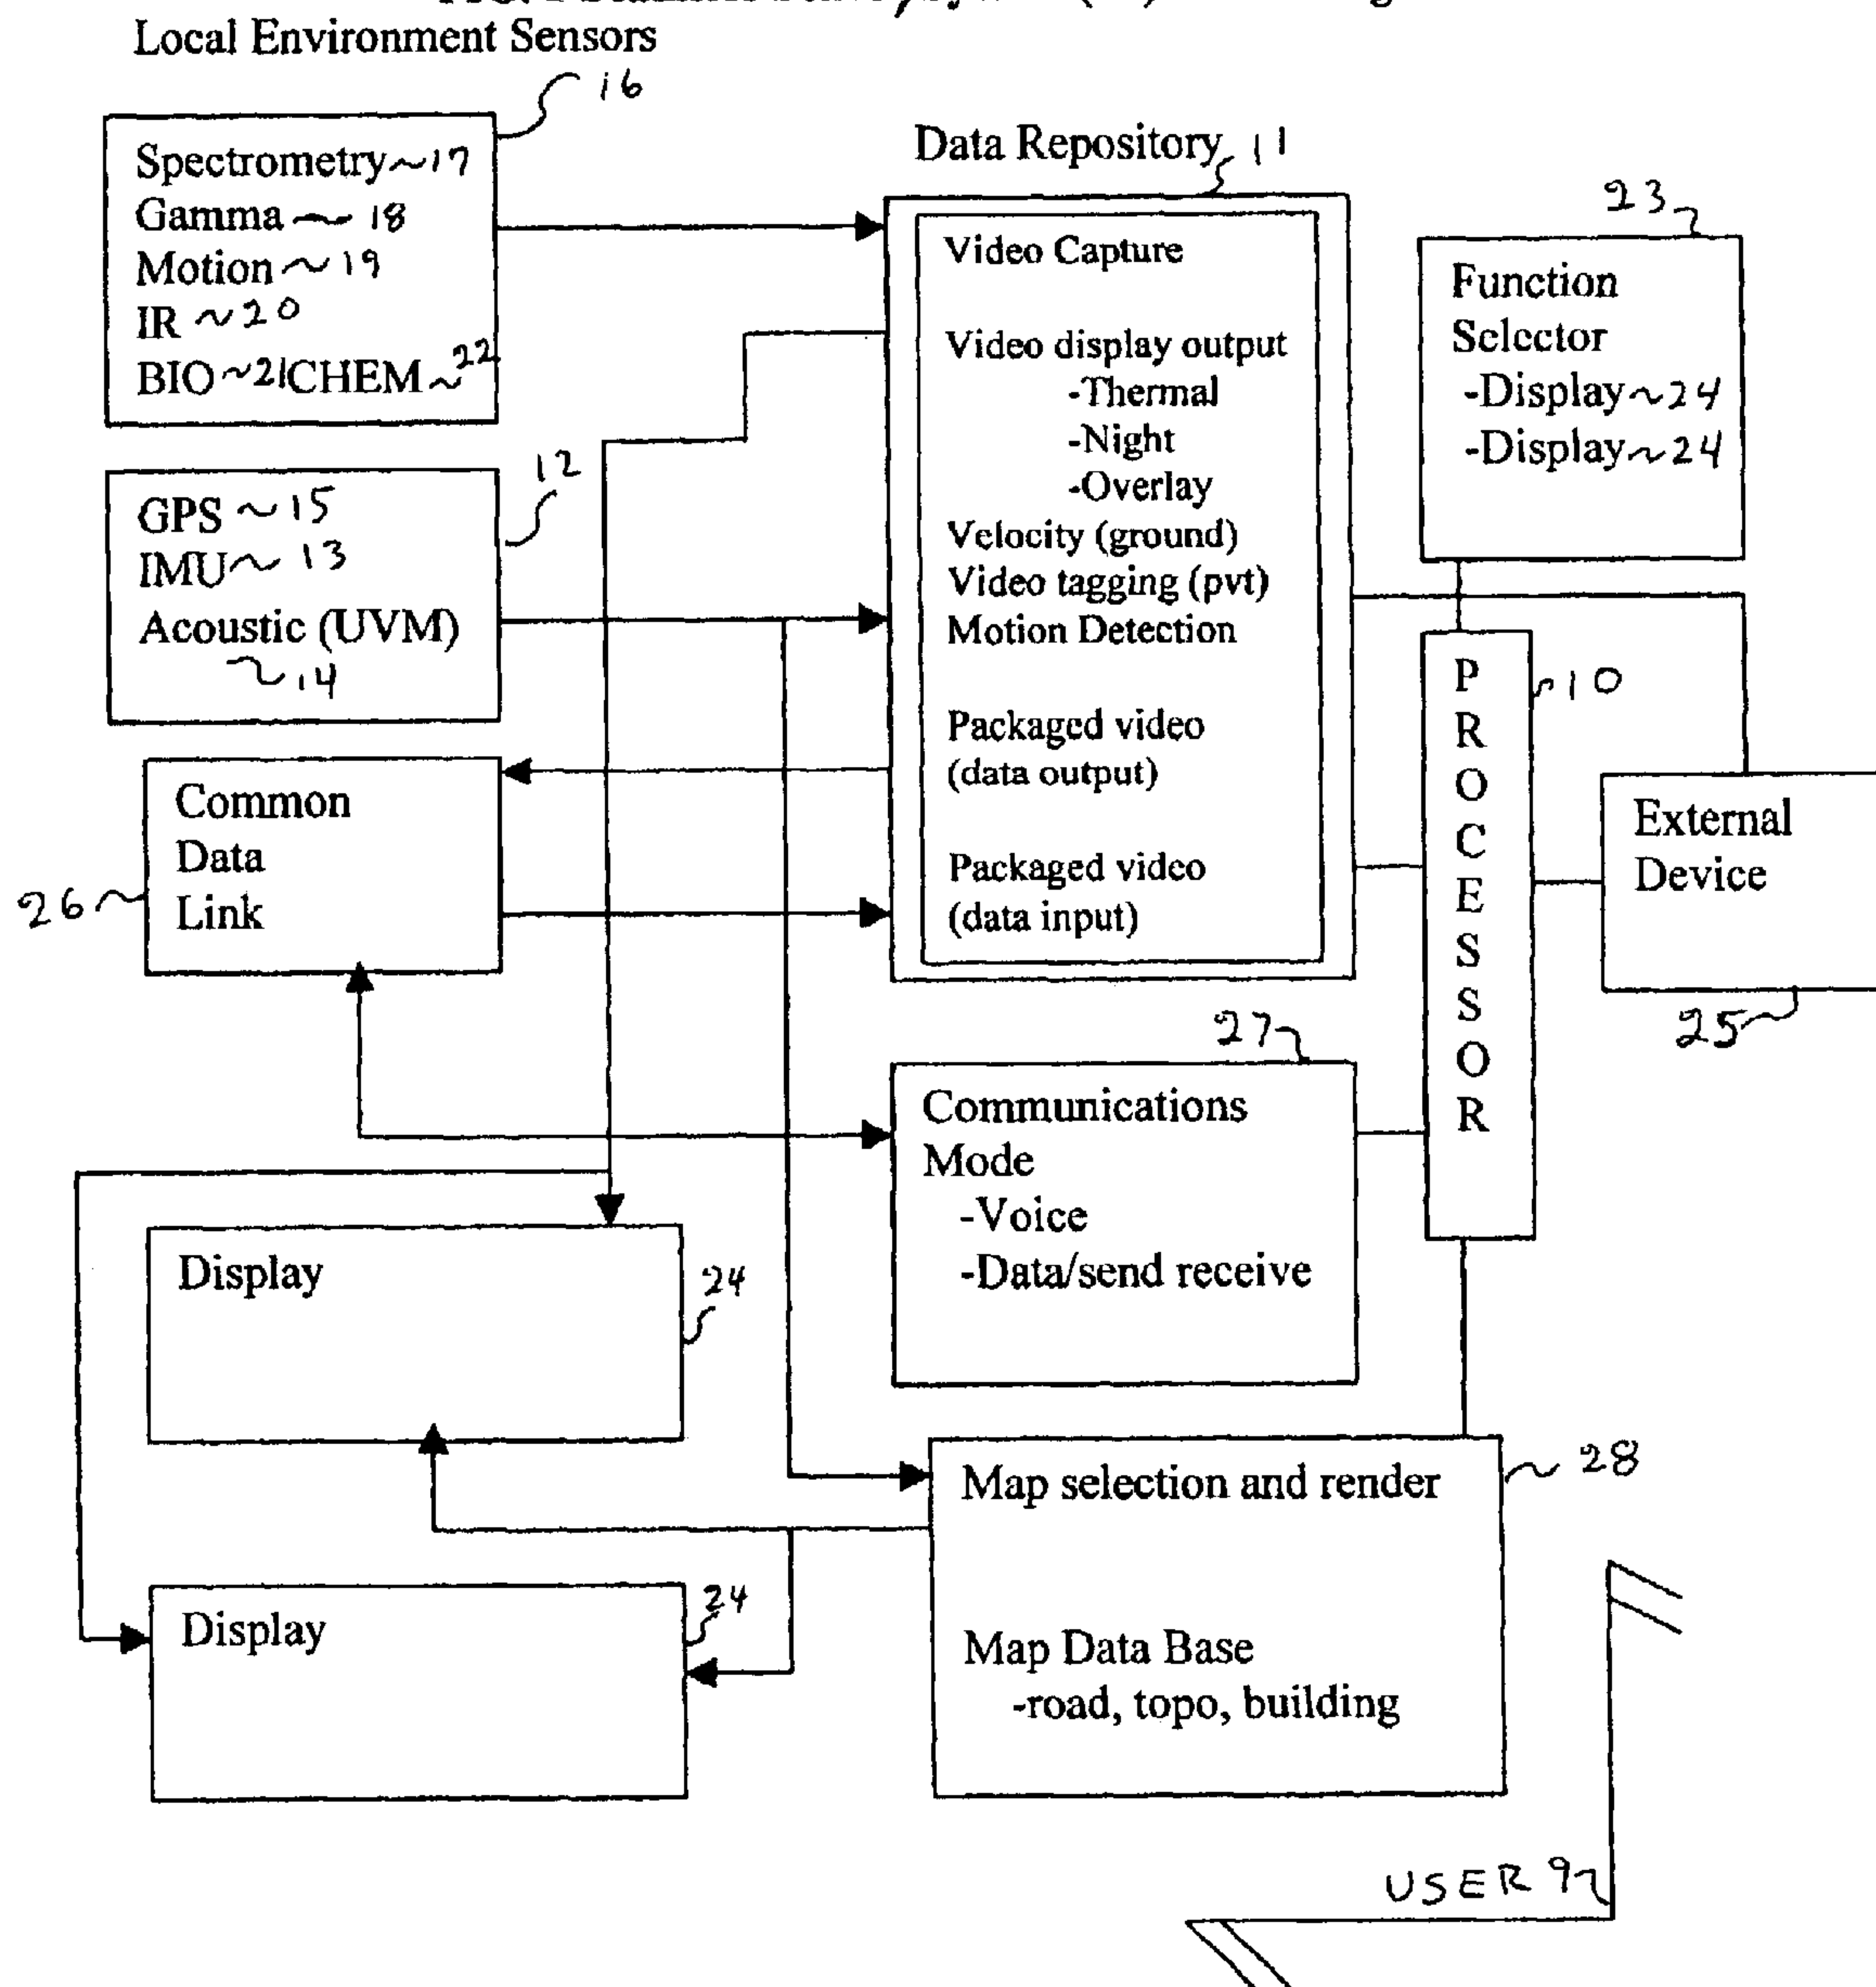 Local Environment Sensors
16
Spectrometry~17
Gamma ~ 18
Motion ~ 19
IR ~20
BIO ~21/CHEM ~22
GPS ~ 15
IMU ~ 13
Acoustic (UVM)
~14
12
Common
Data
Link
26
Display
24
Display
24
Data Repository 11
Video Capture
Video display output
-Thermal
-Night
-Overlay
Velocity (ground)
Video tagging (pvt)
Motion Detection
Packaged video
(data output)
Packaged video
(data input)
27
Communications
Mode
-Voice
-Data/send receive
Map selection and render
28
Map Data Base
-road, topo, building
23
Function
Selector
-Display~24
-Display~24
P
R
O
C
E
S
S
O
R
10
External
Device
25
USER 9